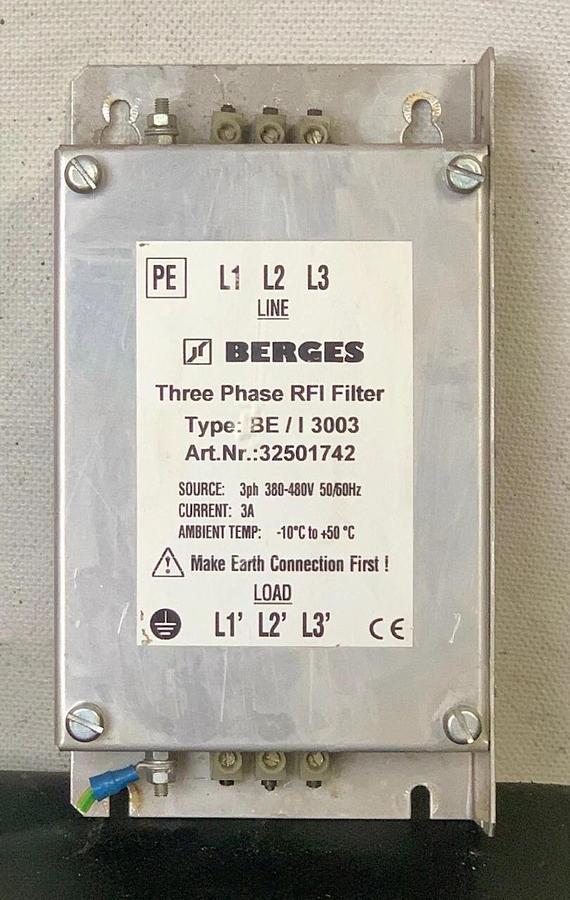 PE L1 L2 L3
LINE
BERGES
Three Phase RFI Filter
Type: BE / I 3003
Art.Nr.:32501742
SOURCE: 3ph 380-480V 50/60Hz
CURRENT: 3A
AMBIENT TEMP: -10°C to +50 °C
Make Earth Connection First !
LOAD
L1' L2' L3' CE